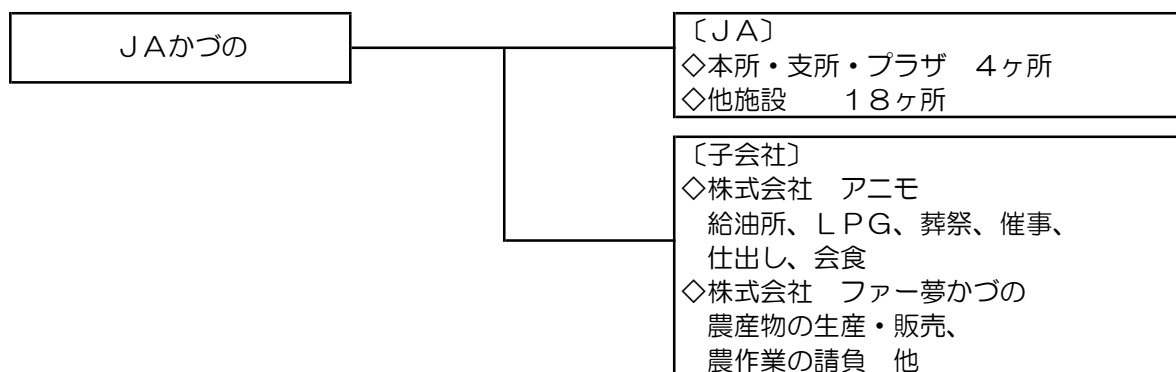 JAかづの
〔JA〕
◇本所・支所・プラザ　4ヶ所
◇他施設　　18ヶ所
〔子会社〕
◇株式会社　アニモ
給油所、LPG、葬祭、催事、
仕出し、会食
◇株式会社　ファー夢かづの
農産物の生産・販売、
農作業の請負　他